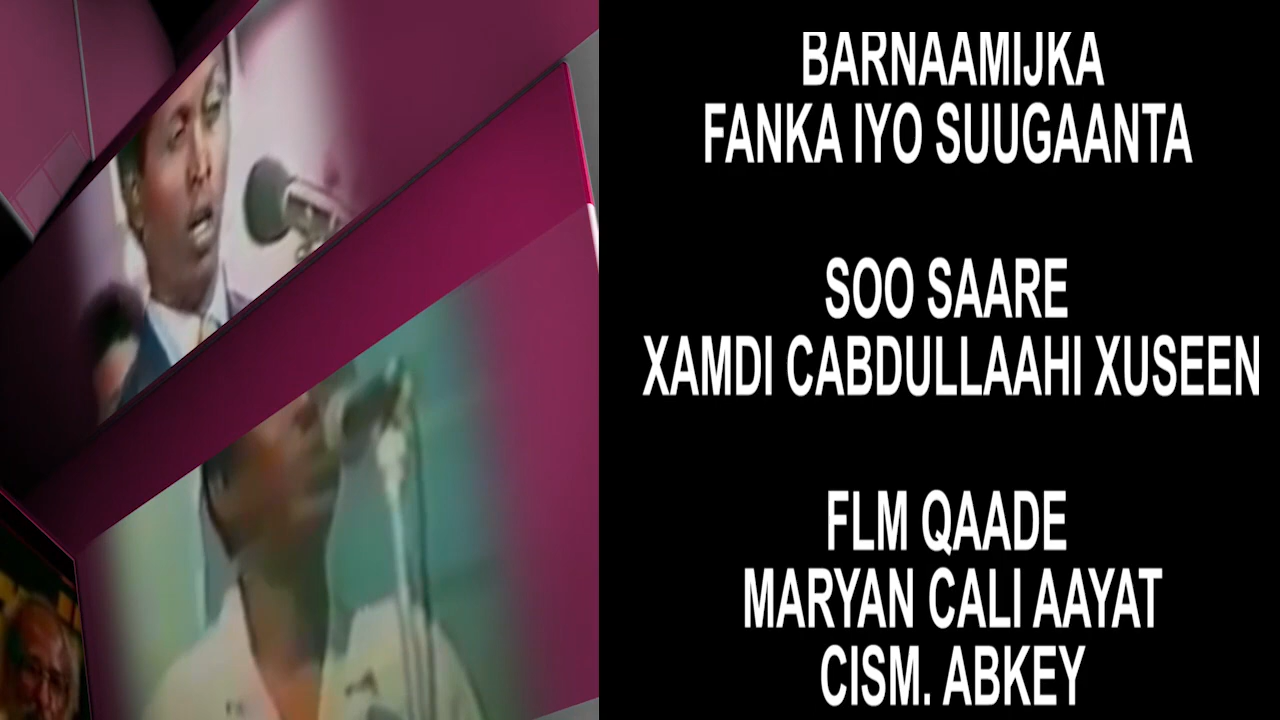 BARNAAMIJKA
FANKA IYO SUUGAANTA
SOO SAARE
XAMDI CABDULLAAHI XUSEEN
FLM QAADE
MARYAN CALI AAYAT
CISM. ABKEY